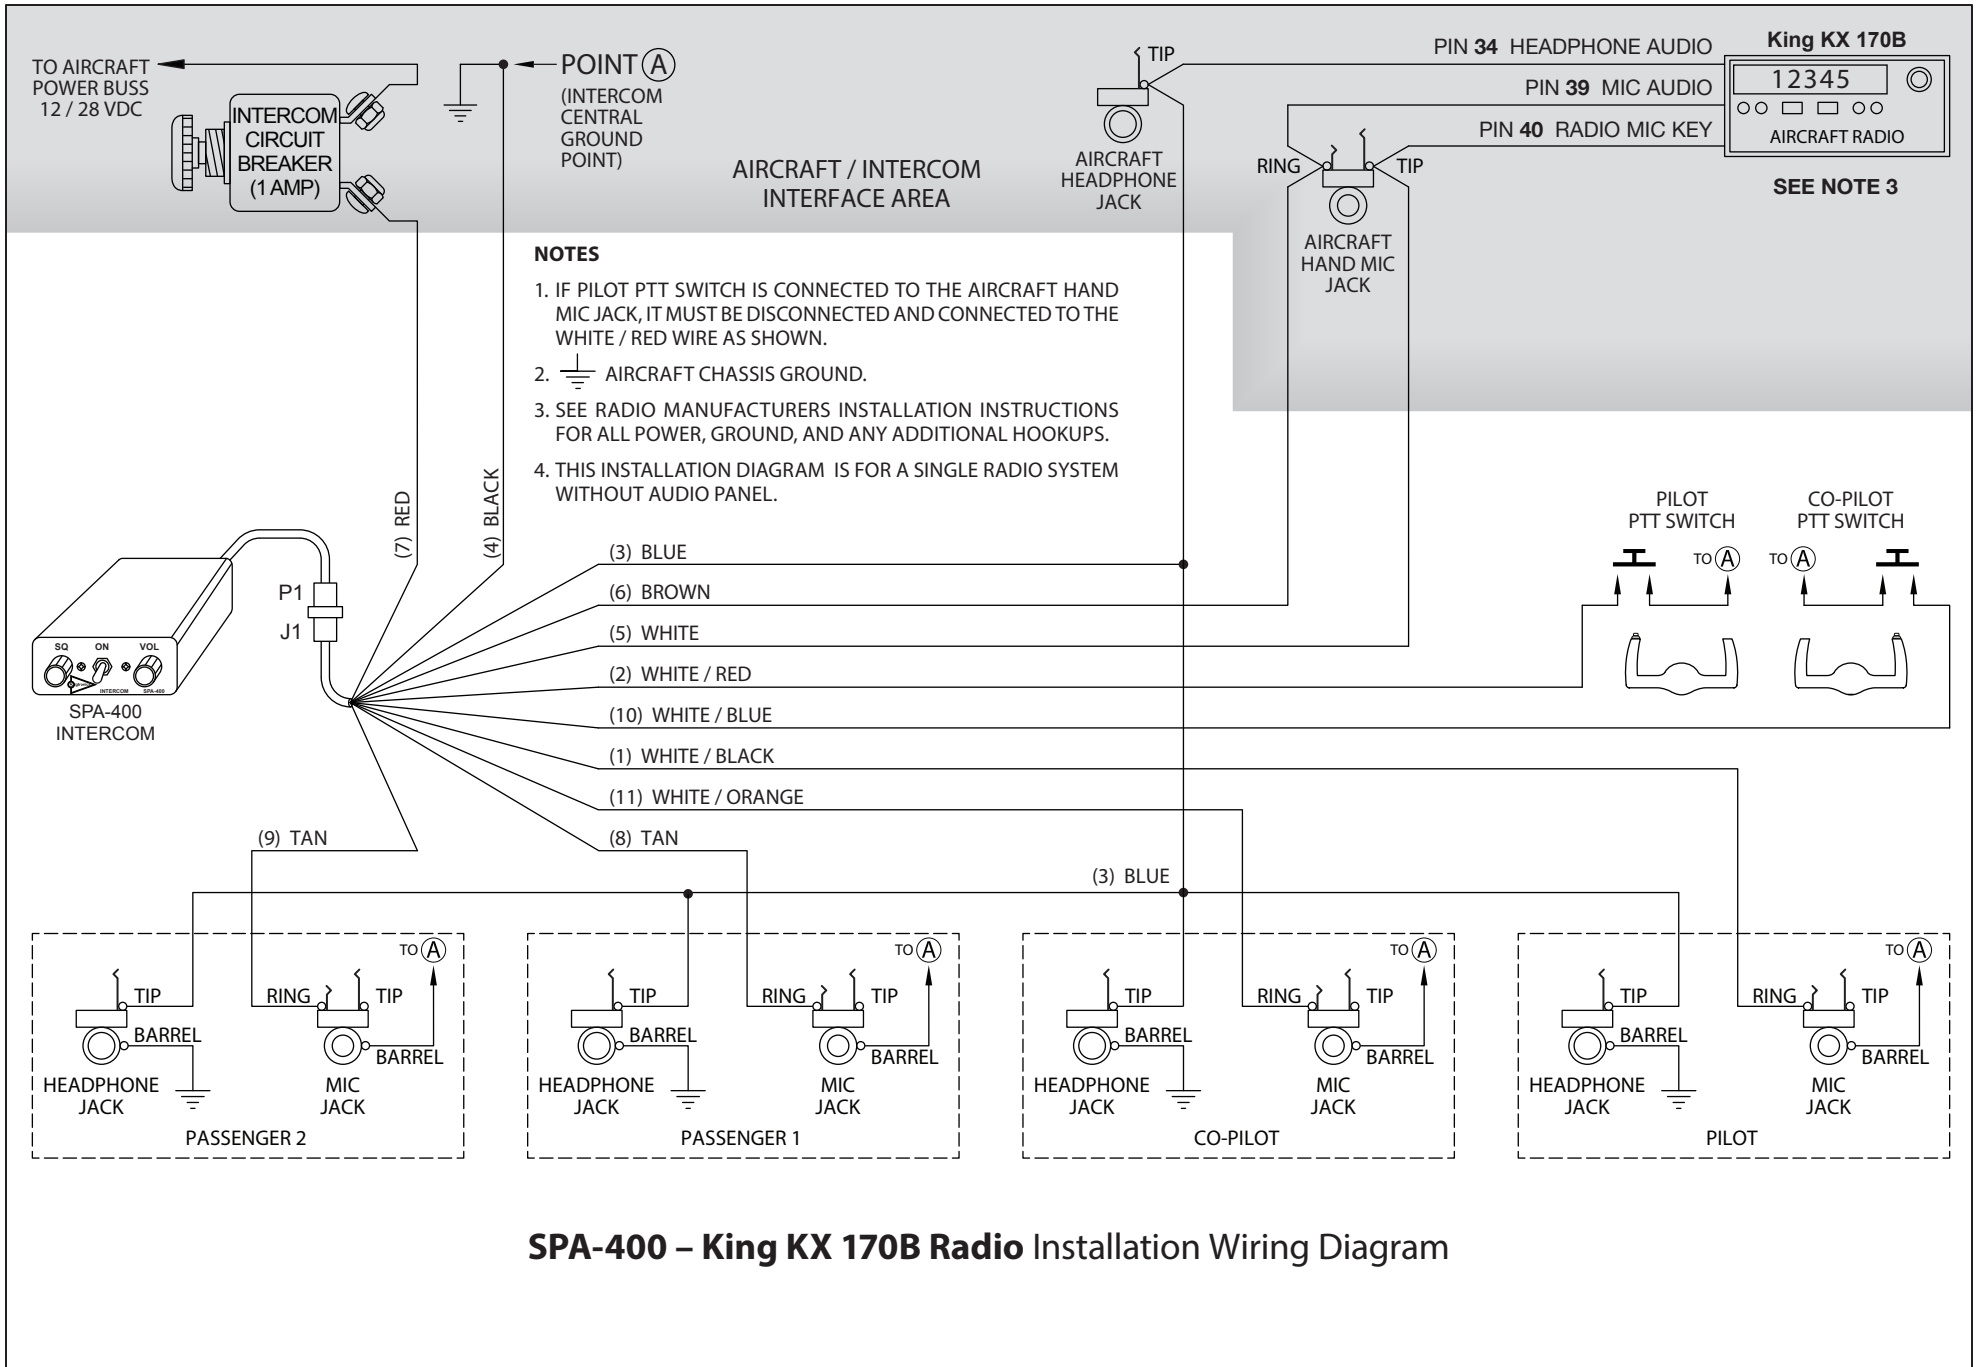 TO AIRCRAFT
POWER BUSS
12 / 28 VDC
INTERCOM
CIRCUIT
BREAKER
(1 AMP)
POINT A
(INTERCOM
CENTRAL
GROUND
POINT)
AIRCRAFT / INTERCOM
INTERFACE AREA
TIP
AIRCRAFT
HEADPHONE
JACK
PIN 34 HEADPHONE AUDIO
PIN 39 MIC AUDIO
PIN 40 RADIO MIC KEY
King KX 170B
12345
AIRCRAFT RADIO
SEE NOTE 3
RING
TIP
AIRCRAFT
HAND MIC
JACK
NOTES
1. IF PILOT PTT SWITCH IS CONNECTED TO THE AIRCRAFT HAND
MIC JACK, IT MUST BE DISCONNECTED AND CONNECTED TO THE
WHITE / RED WIRE AS SHOWN.
2. AIRCRAFT CHASSIS GROUND.
3. SEE RADIO MANUFACTURERS INSTALLATION INSTRUCTIONS
FOR ALL POWER, GROUND, AND ANY ADDITIONAL HOOKUPS.
4. THIS INSTALLATION DIAGRAM IS FOR A SINGLE RADIO SYSTEM
WITHOUT AUDIO PANEL.
(7) RED
(4) BLACK
PILOT
PTT SWITCH
CO-PILOT
PTT SWITCH
TO A
TO A
P1
J1
SQ
ON
VOL
INTERCOM
SPA-400
SPA-400
INTERCOM
(3) BLUE
(6) BROWN
(5) WHITE
(2) WHITE / RED
(10) WHITE / BLUE
(1) WHITE / BLACK
(11) WHITE / ORANGE
(9) TAN
(8) TAN
(3) BLUE
TO A
TIP
RING
TIP
BARREL
BARREL
HEADPHONE
JACK
MIC
JACK
PASSENGER 2
TO A
TIP
RING
TIP
BARREL
BARREL
HEADPHONE
JACK
MIC
JACK
PASSENGER 1
TO A
TIP
RING
TIP
BARREL
BARREL
HEADPHONE
JACK
MIC
JACK
CO-PILOT
TO A
TIP
RING
TIP
BARREL
BARREL
HEADPHONE
JACK
MIC
JACK
PILOT
SPA-400 – King KX 170B Radio Installation Wiring Diagram